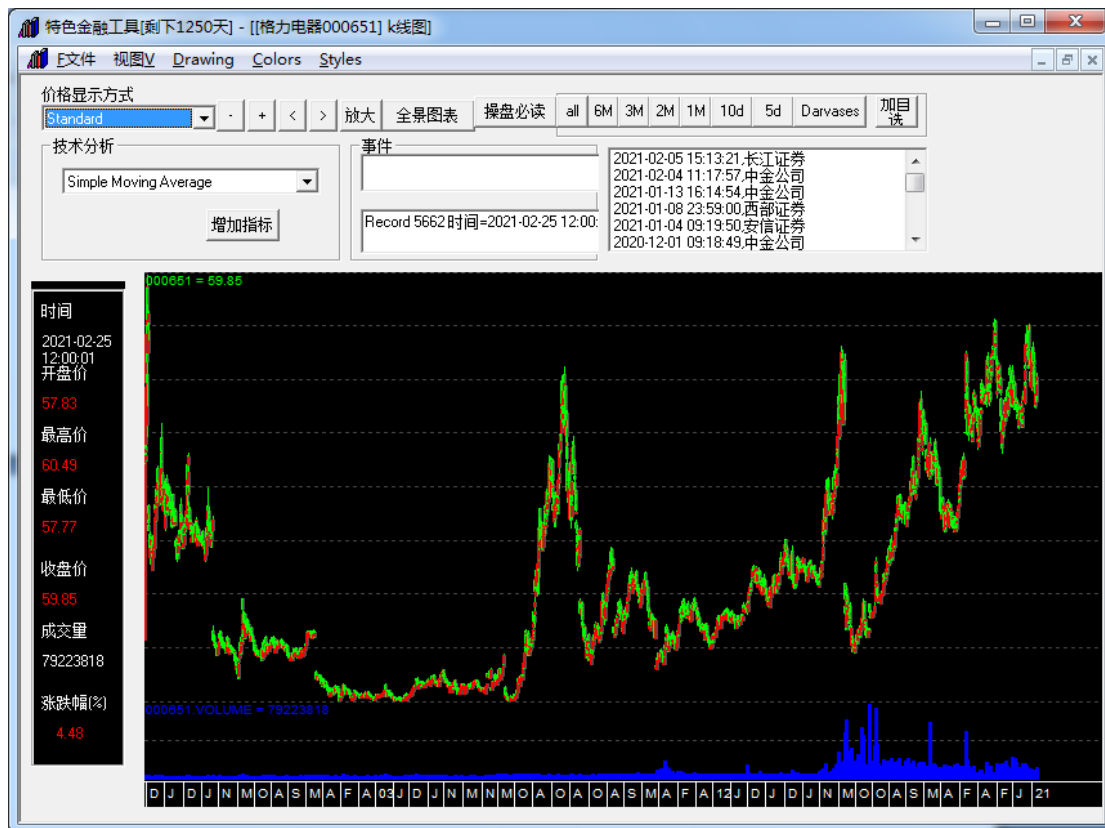 特色金融工具[剩下1250天] - [[格力电器000651] k线图]
F文件 视图V Drawing Colors Styles
价格显示方式
Standard - + < > 放大 全景图表 操盘必读 all 6M 3M 2M 1M 10d 5d Darvases 加自选
技术分析
Simple Moving Average
增加指标
事件
Record 5662时间=2021-02-25 12:00:
2021-02-05 15:13:21,长江证券
2021-02-04 11:17:57,中金公司
2021-01-13 16:14:54,中金公司
2021-01-08 23:59:00,西部证券
2021-01-04 09:19:50,安信证券
2020-12-01 09:18:49,中金公司
000651 = 59.85
时间
2021-02-25
12:00:01
开盘价
57.83
最高价
60.49
最低价
57.77
收盘价
59.85
成交量
79223818
涨跌幅(%)
4.48
000651.VOLUME = 79223818
D J D J N M O A S M A F A 03 J D J N M N M O A O A O A S M A F A 12 J D J D J N M O O A S M A F A F J 21